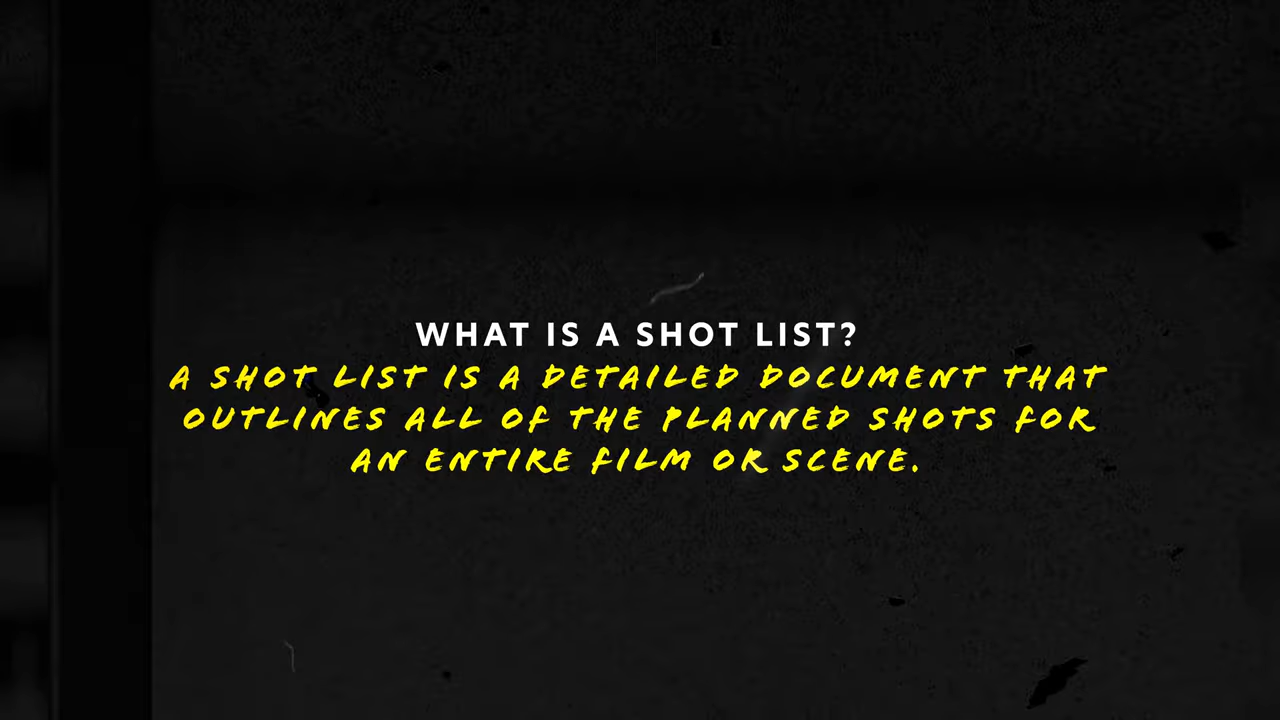 WHAT IS A SHOT LIST?
A SHOT LIST IS A DETAILED DOCUMENT THAT
OUTLINES ALL OF THE PLANNED SHOTS FOR
AN ENTIRE FILM OR SCENE.